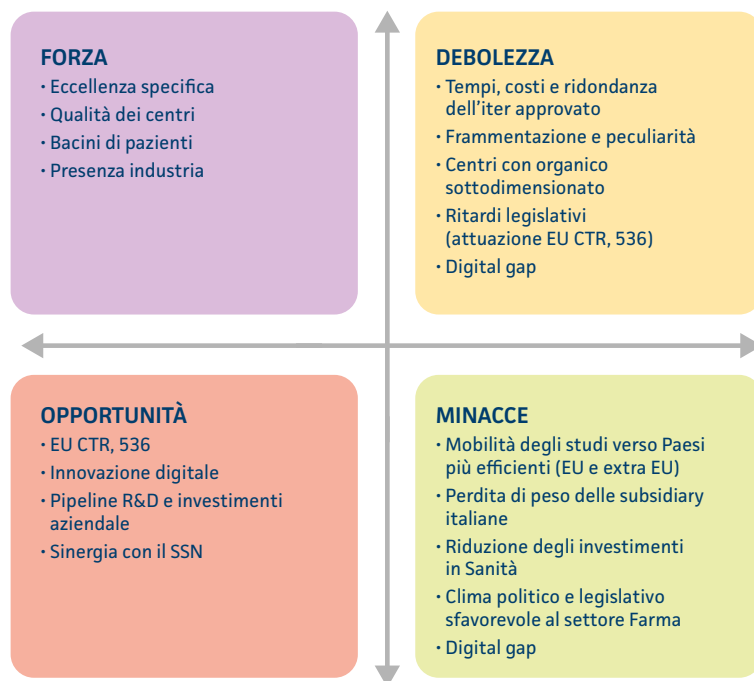 FORZA
· Eccellenza specifica
· Qualità dei centri
· Bacini di pazienti
· Presenza industria
DEBOLEZZA
· Tempi, costi e ridondanza
dell’iter approvato
· Frammentazione e peculiarità
· Centri con organico
sottodimensionato
· Ritardi legislativi
(attuazione EU CTR, 536)
· Digital gap
OPPORTUNITÀ
· EU CTR, 536
· Innovazione digitale
· Pipeline R&D e investimenti
aziendale
· Sinergia con il SSN
MINACCE
· Mobilità degli studi verso Paesi
più efficienti (EU e extra EU)
· Perdita di peso delle subsidiary
italiane
· Riduzione degli investimenti
in Sanità
· Clima politico e legislativo
sfavorevole al settore Farma
· Digital gap